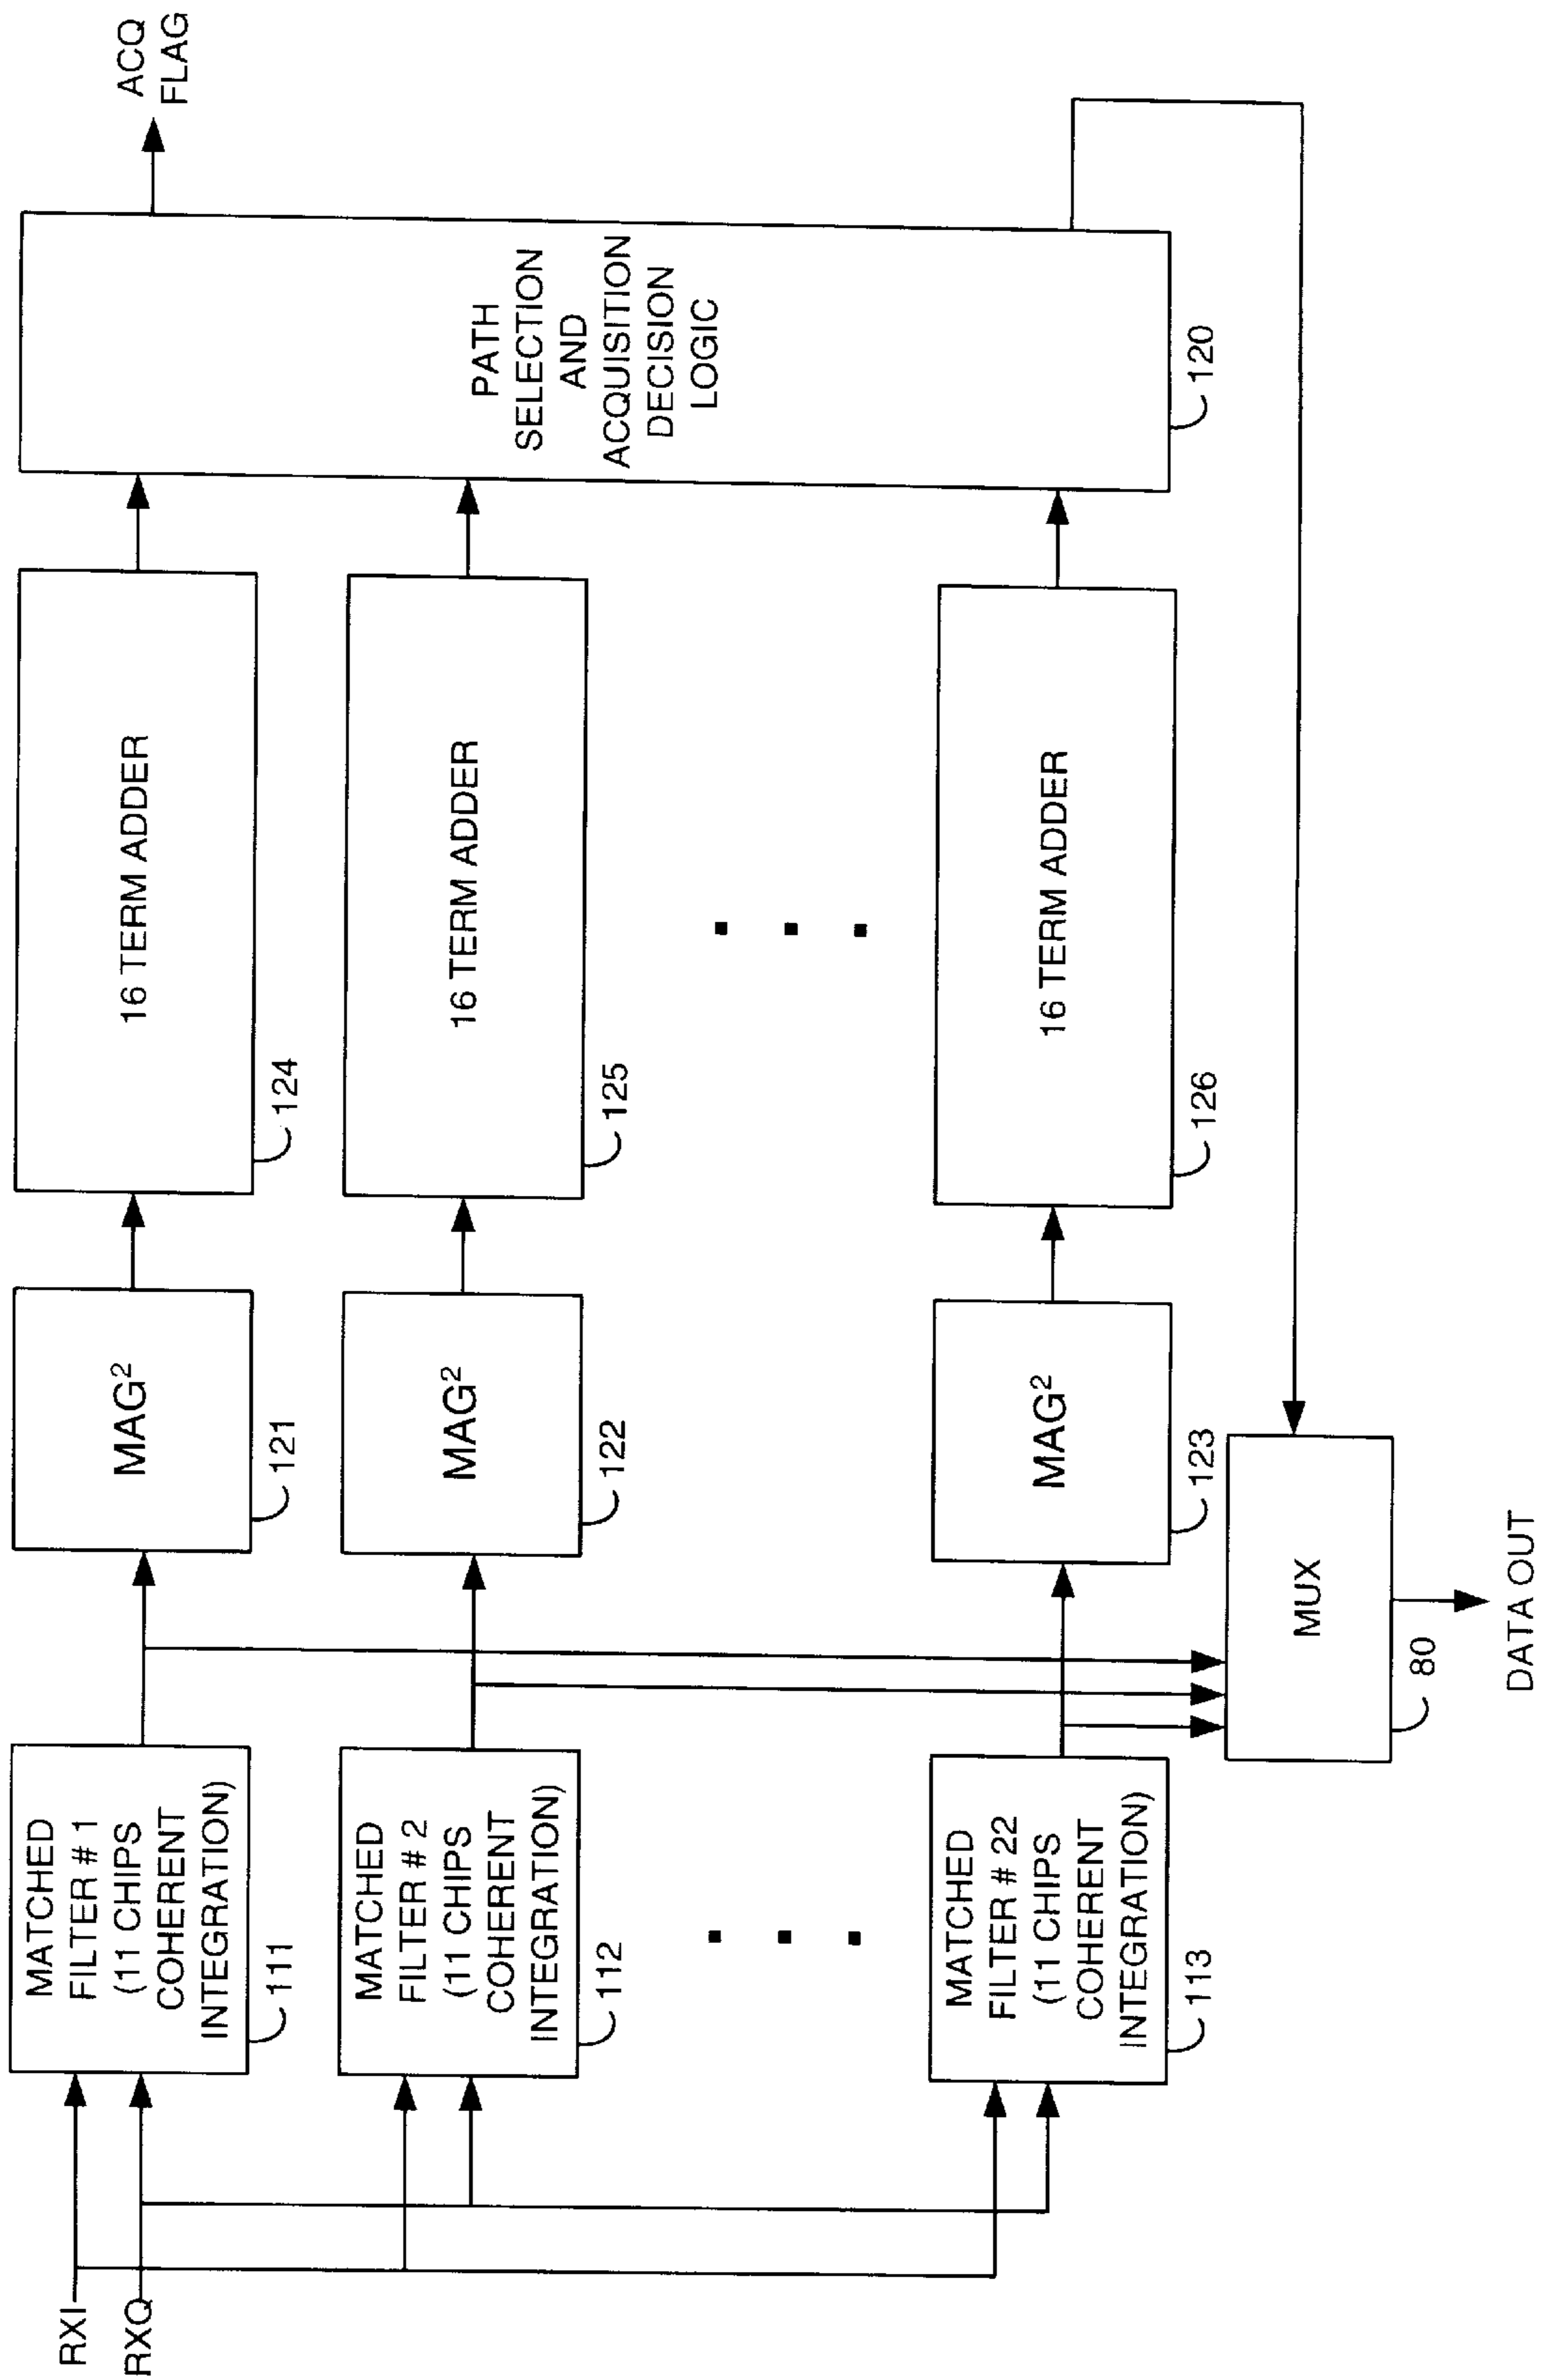 RXI
RXQ
MATCHED
FILTER # 1
(11 CHIPS
COHERENT
INTEGRATION)
111
MAG²
121
16 TERM ADDER
124
PATH
SELECTION
AND
ACQUISITION
DECISION
LOGIC
120
ACQ
FLAG
MATCHED
FILTER # 2
(11 CHIPS
COHERENT
INTEGRATION)
112
MAG²
122
16 TERM ADDER
125
MATCHED
FILTER # 22
(11 CHIPS
COHERENT
INTEGRATION)
113
MAG²
123
16 TERM ADDER
126
MUX
80
DATA OUT